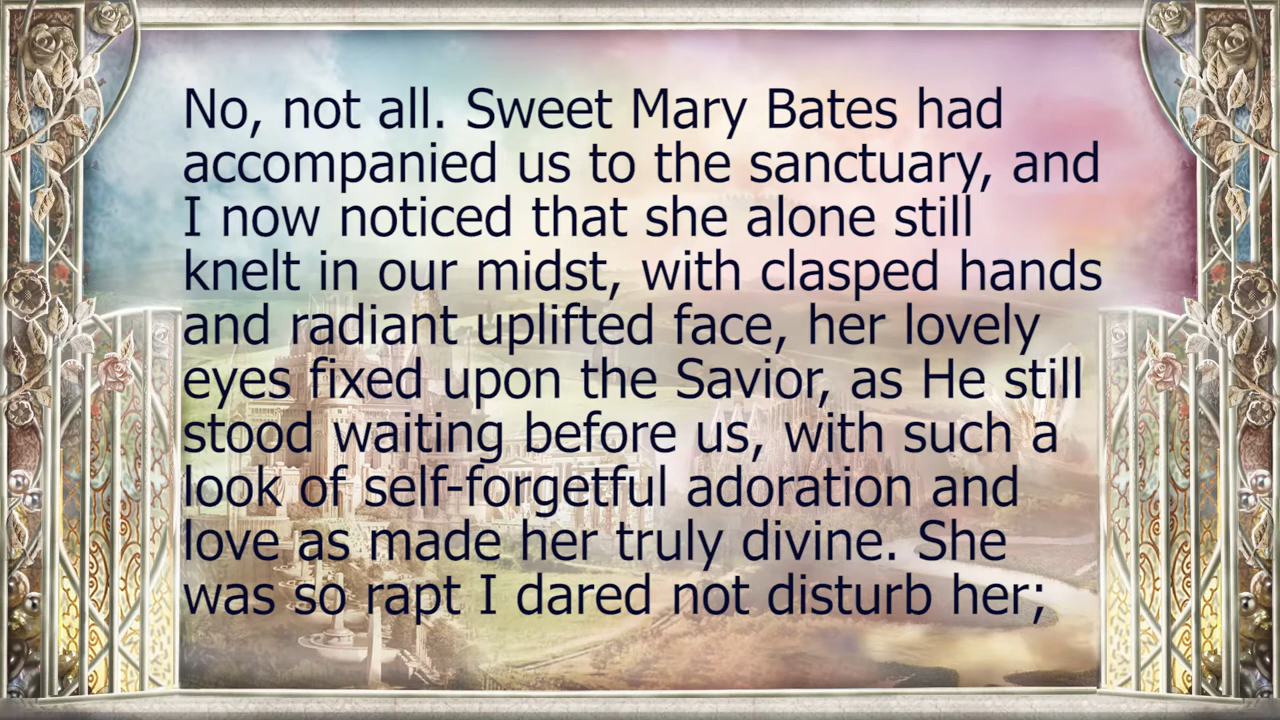 No, not all. Sweet Mary Bates had
accompanied us to the sanctuary, and
I now noticed that she alone still
knelt in our midst, with clasped hands
and radiant uplifted face, her lovely
eyes fixed upon the Savior, as He still
stood waiting before us, with such a
look of self-forgetful adoration and
love as made her truly divine. She
was so rapt I dared not disturb her;